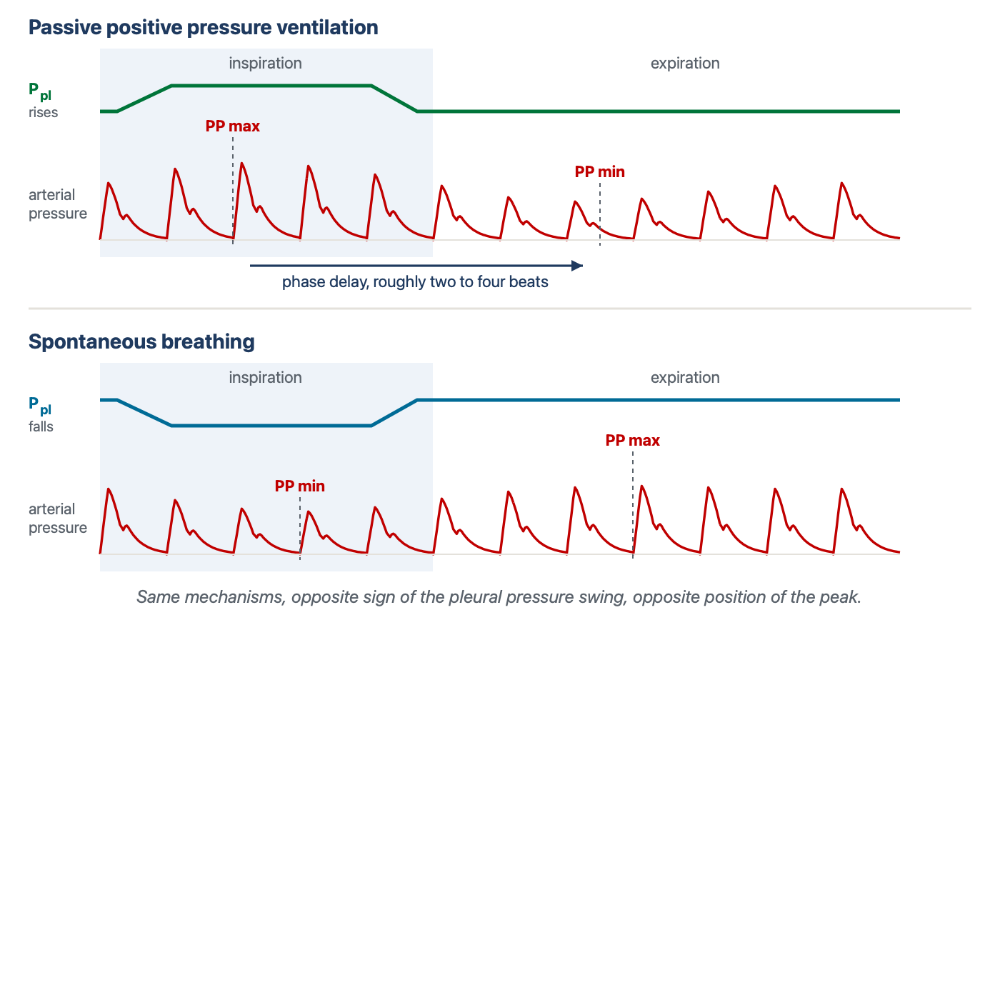 Passive positive pressure ventilation
inspiration
expiration
P pl
rises
PP max
PP min
arterial
pressure
phase delay, roughly two to four beats
Spontaneous breathing
inspiration
expiration
P pl
falls
PP max
PP min
arterial
pressure
Same mechanisms, opposite sign of the pleural pressure swing, opposite position of the peak.